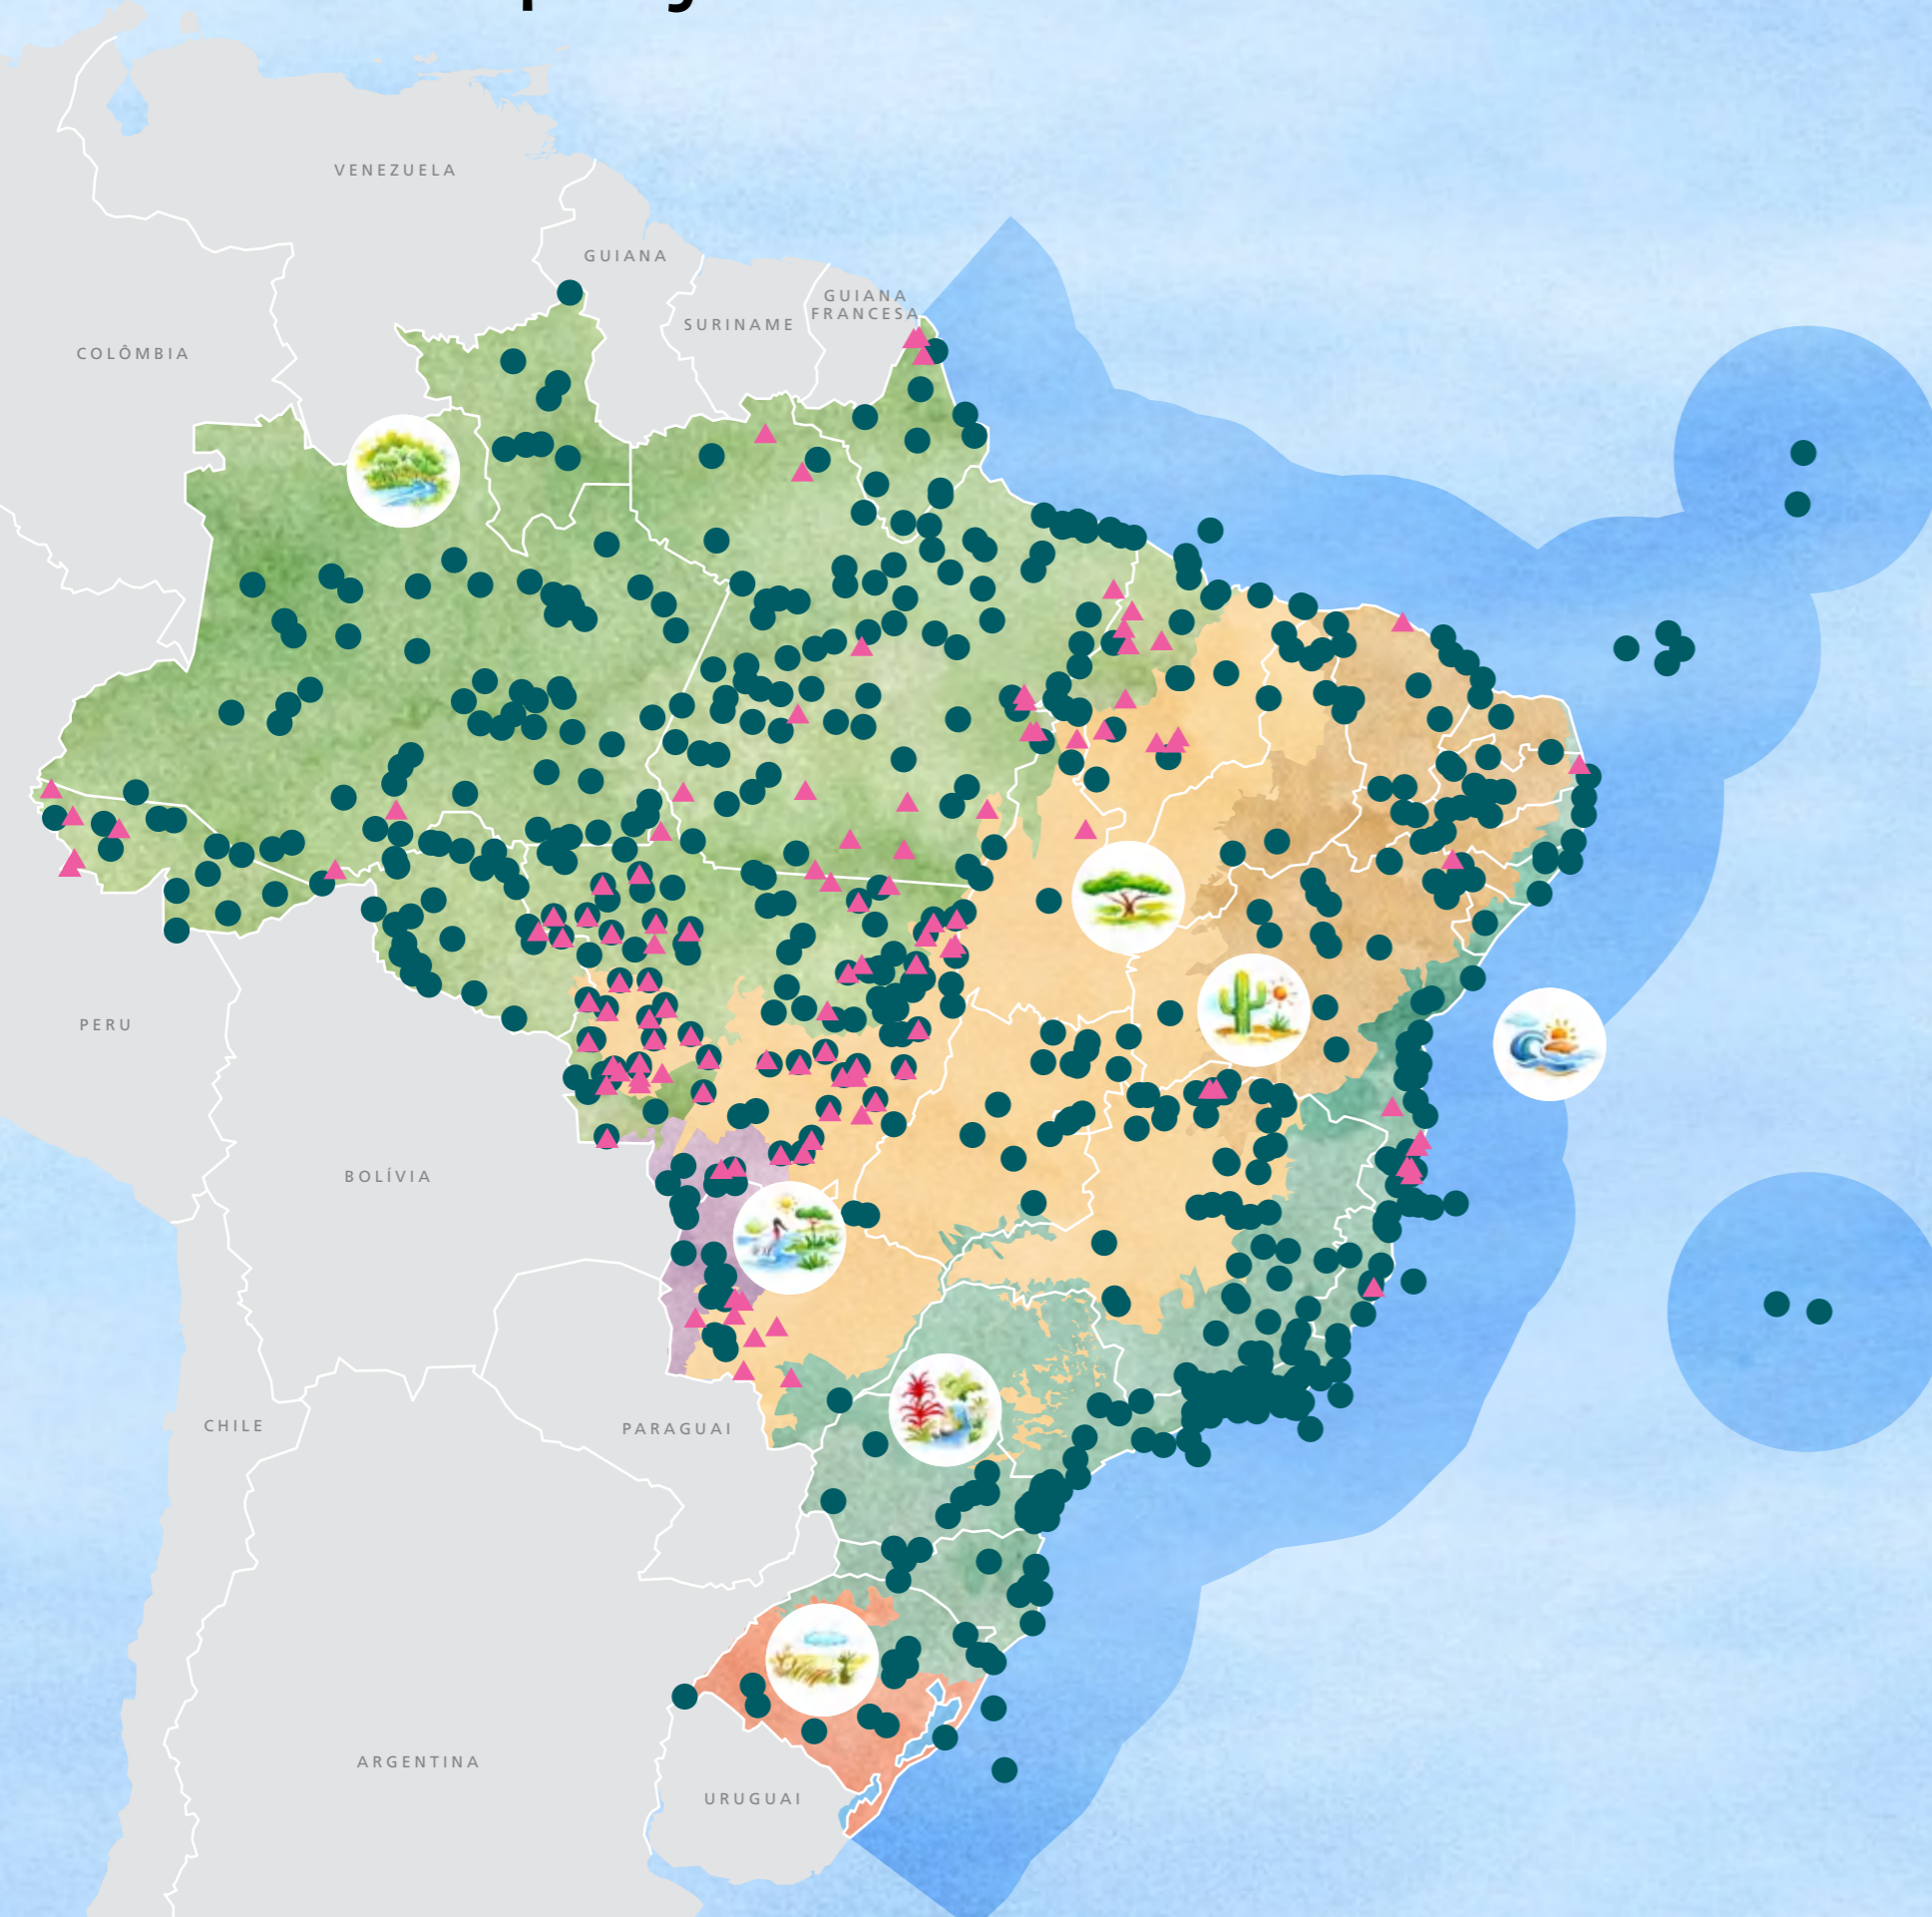 VENEZUELA
GUIANA
GUIANA
FRANCESA
SURINAME
COLÔMBIA
PERU
BOLÍVIA
CHILE
PARAGUAI
ARGENTINA
URUGUAI